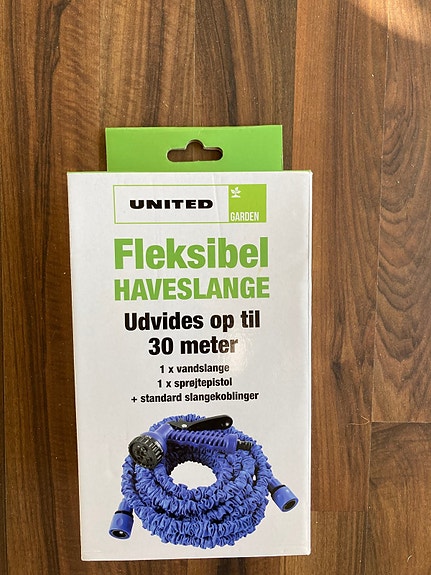 UNITED
GARDEN
Fleksibel
HAVESLANGE
Udvides op til
30 meter
1 x vandslange
1 x sprøjtepistol
+ standard slangekoblinger